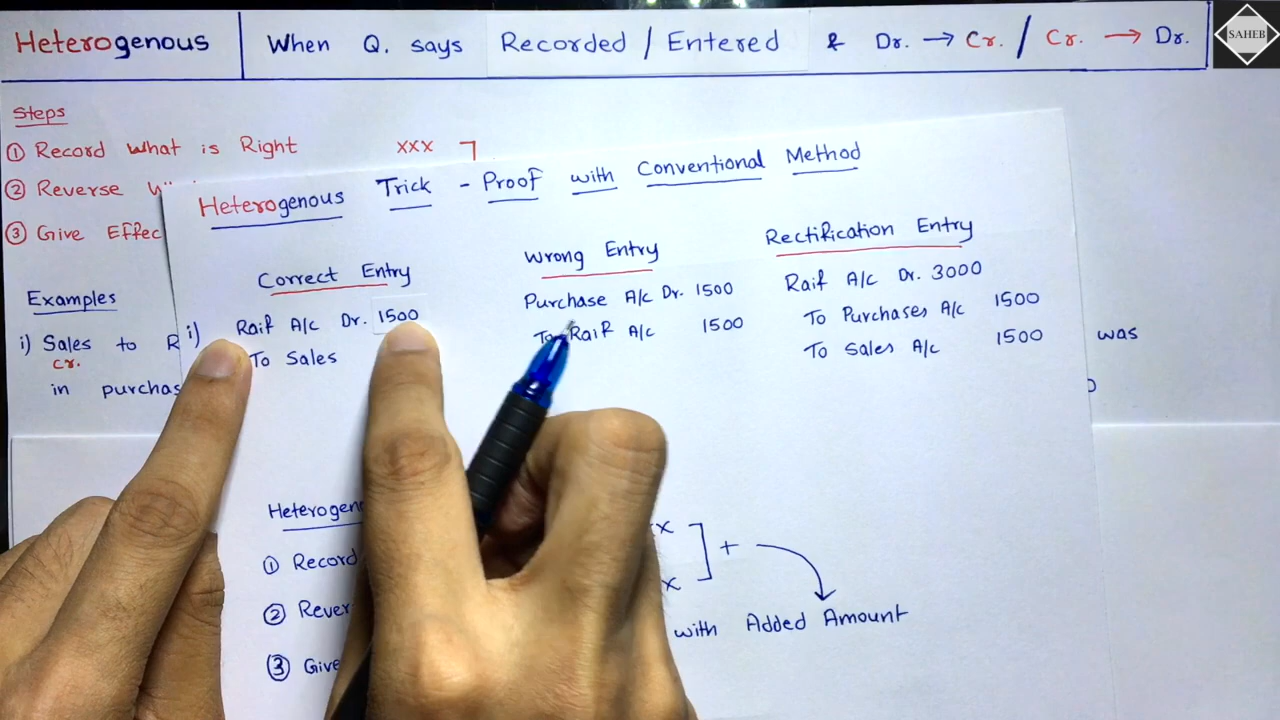 Heterogenous When Q. says Recorded / Entered & Dr. → Cr. / Cr. → Dr.
SAHEB
Steps
① Record what is Right xxx
② Reverse
③ Give Effec
Examples
i) Sales to R
Cr.
in purchas
was
Heterogenous Trick - Proof with Conventional Method
Correct Entry
i) Raif A/c Dr. 1500
To Sales
Wrong Entry
Purchase A/c Dr. 1500
To Raif A/c 1500
Rectification Entry
Raif A/c Dr. 3000
To Purchases A/c 1500
To Sales A/c 1500
Heterogen
① Record
② Rever
③ Give
+
with Added Amount